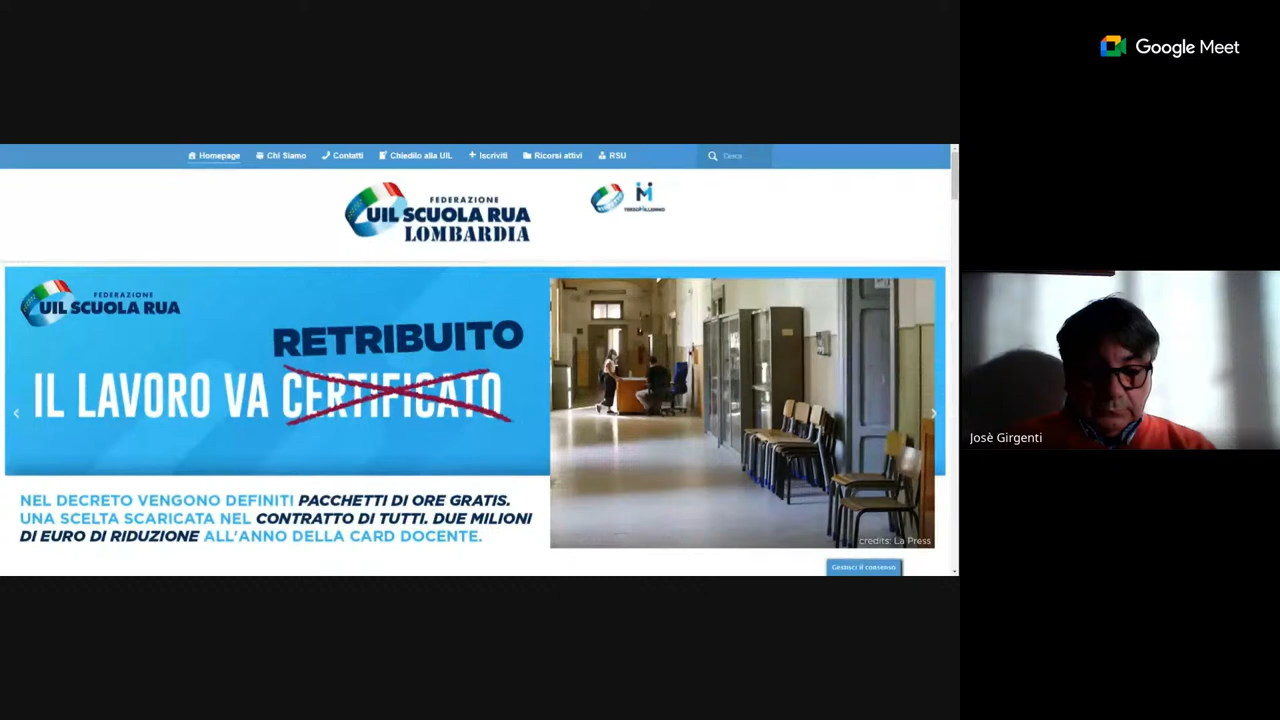 Google Meet
Homepage
Chi Siamo
Contatti
Chiedilo alla UIL
Iscriviti
Ricorsi attivi
RSU
Cerca
FEDERAZIONE
UIL SCUOLA RUA
LOMBARDIA
FEDERAZIONE
UIL SCUOLA RUA
RETRIBUITO
IL LAVORO VA CERTIFICATO
NEL DECRETO VENGONO DEFINITI PACCHETTI DI ORE GRATIS.
UNA SCELTA SCARICATA NEL CONTRATTO DI TUTTI. DUE MILIONI
DI EURO DI RIDUZIONE ALL'ANNO DELLA CARD DOCENTE.
credits: La Press
Gestisci il consenso
Josè Girgenti